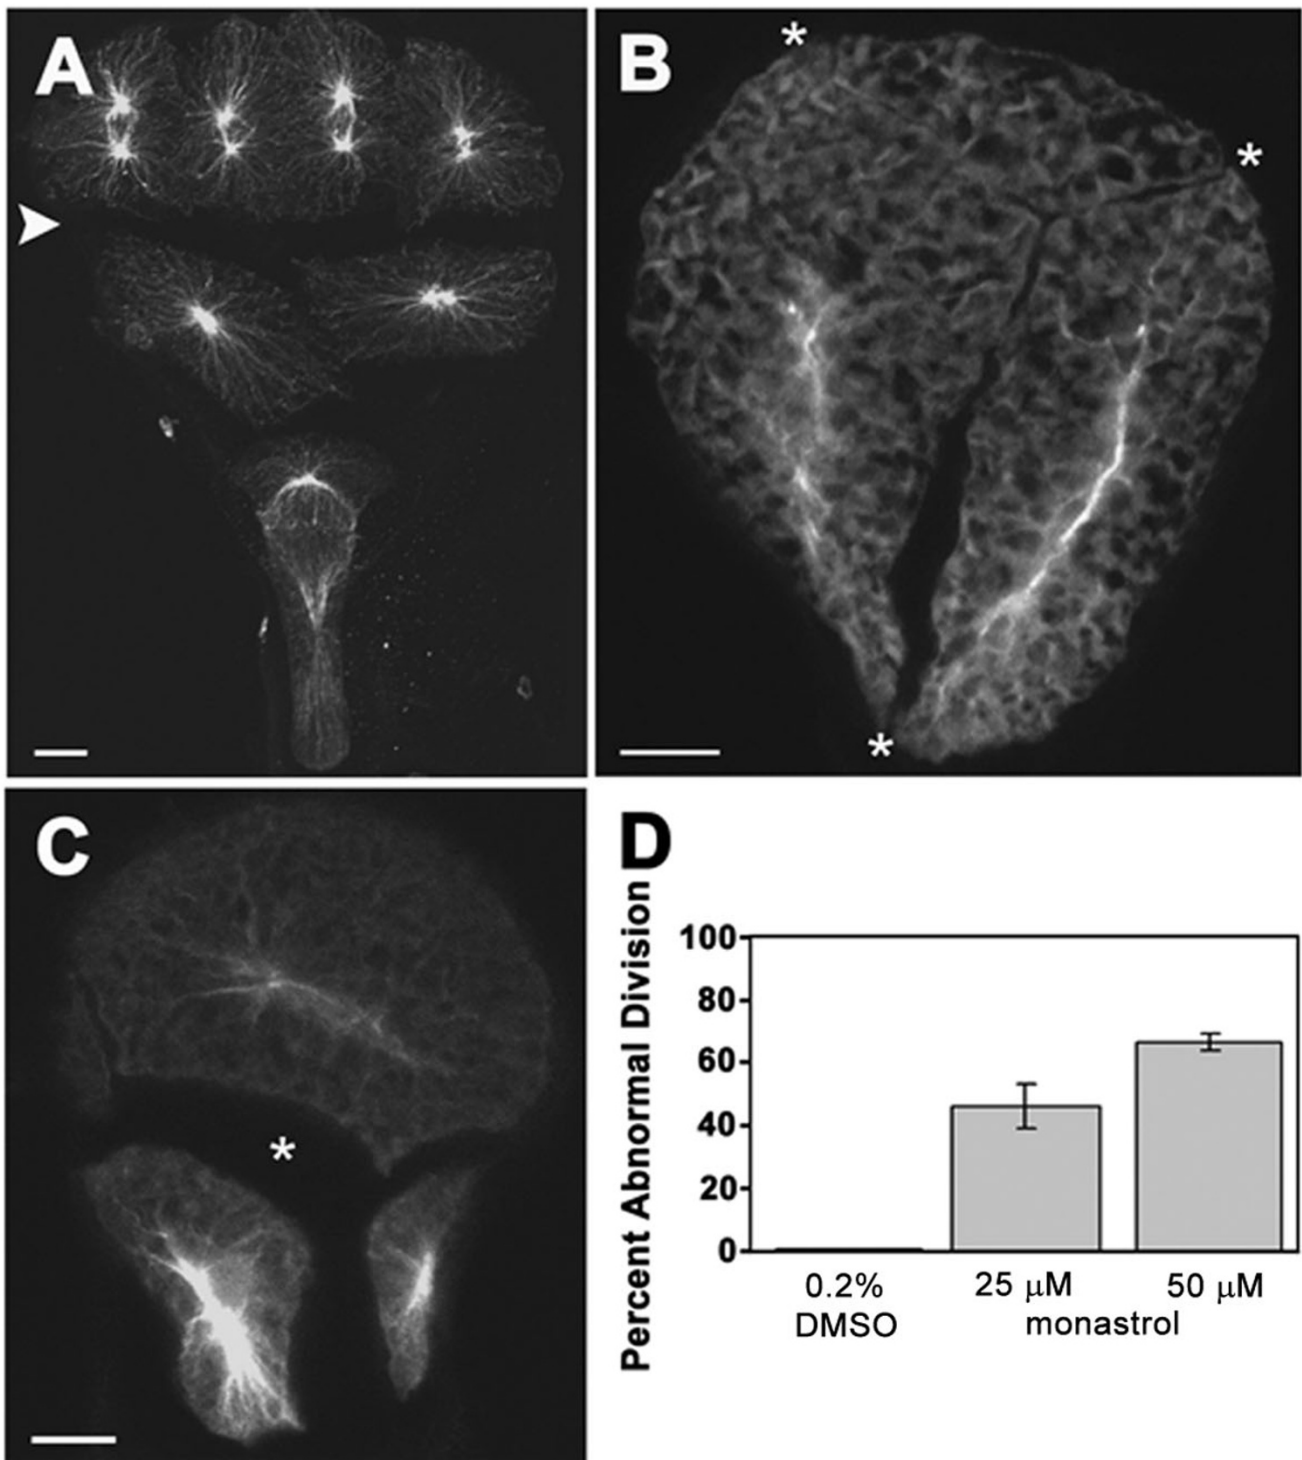 A
B
*
*
*
C
*
D
Percent Abnormal Division
100
80
60
40
20
0
0.2%
DMSO
25 μM
50 μM
monastrol